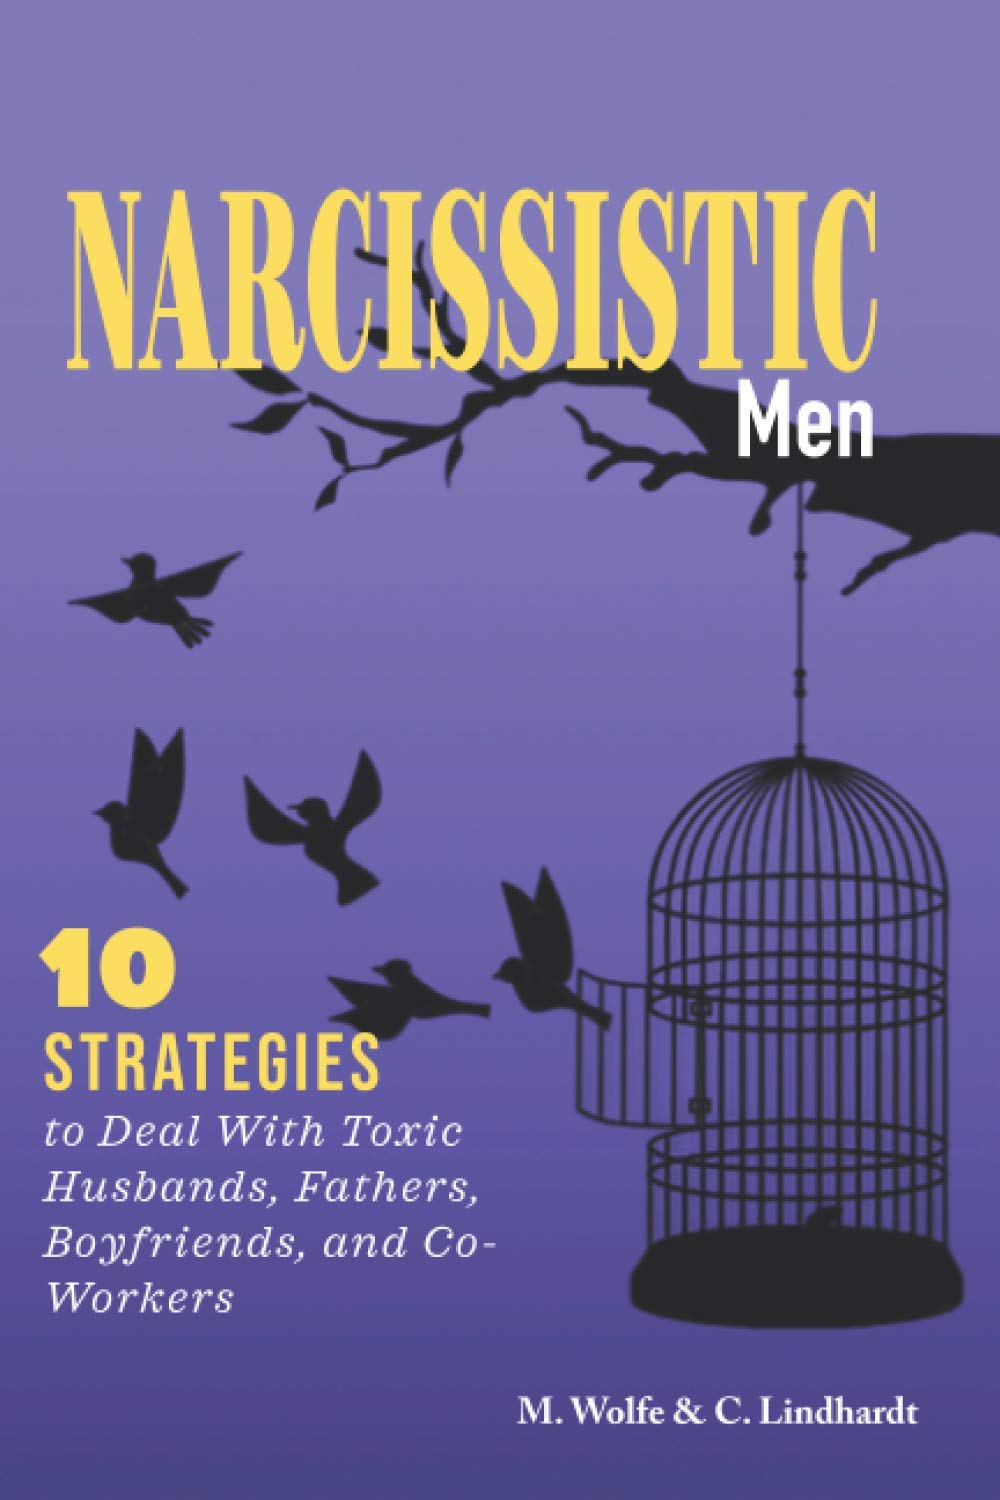 NARCISSISTIC
Men
10
STRATEGIES
to Deal With Toxic
Husbands, Fathers,
Boyfriends, and Co-
Workers
M. Wolfe & C. Lindhardt